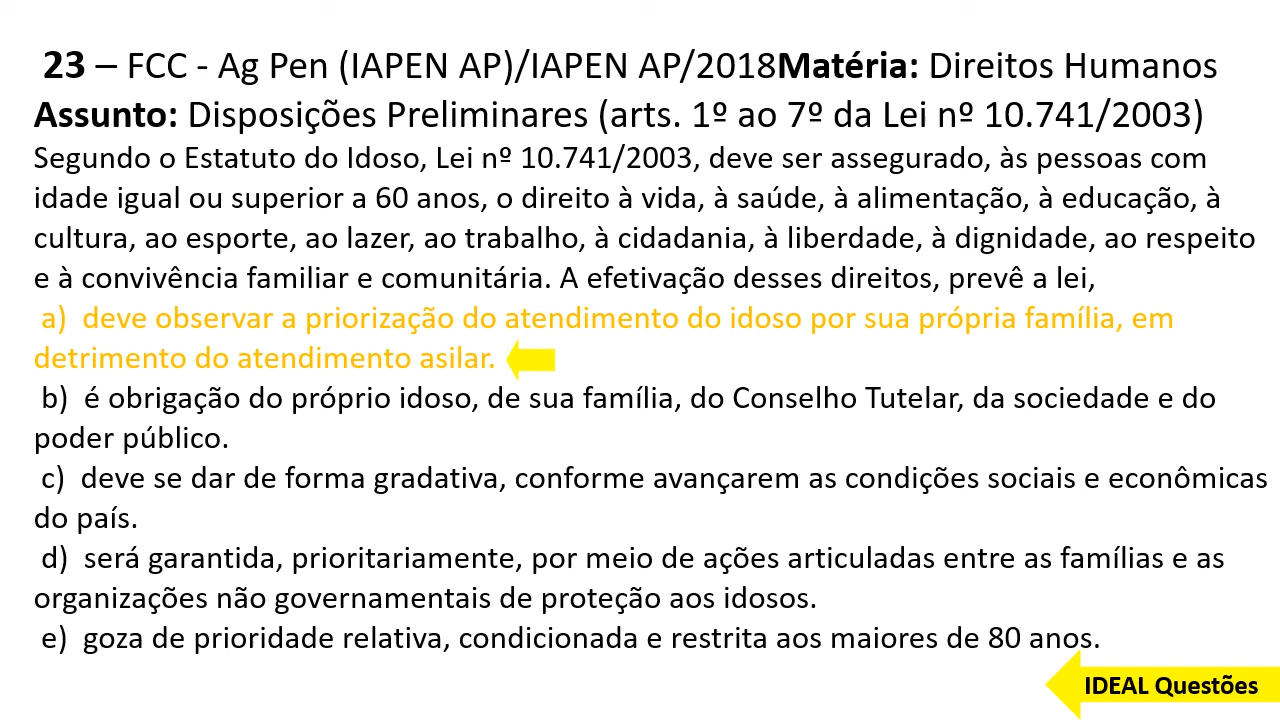 23 – FCC - Ag Pen (IAPEN AP)/IAPEN AP/2018Matéria: Direitos Humanos
Assunto: Disposições Preliminares (arts. 1º ao 7º da Lei nº 10.741/2003)
Segundo o Estatuto do Idoso, Lei nº 10.741/2003, deve ser assegurado, às pessoas com
idade igual ou superior a 60 anos, o direito à vida, à saúde, à alimentação, à educação, à
cultura, ao esporte, ao lazer, ao trabalho, à cidadania, à liberdade, à dignidade, ao respeito
e à convivência familiar e comunitária. A efetivação desses direitos, prevê a lei,
a) deve observar a priorização do atendimento do idoso por sua própria família, em
detrimento do atendimento asilar.
b) é obrigação do próprio idoso, de sua família, do Conselho Tutelar, da sociedade e do
poder público.
c) deve se dar de forma gradativa, conforme avançarem as condições sociais e econômicas
do país.
d) será garantida, prioritariamente, por meio de ações articuladas entre as famílias e as
organizações não governamentais de proteção aos idosos.
e) goza de prioridade relativa, condicionada e restrita aos maiores de 80 anos.
IDEAL Questões